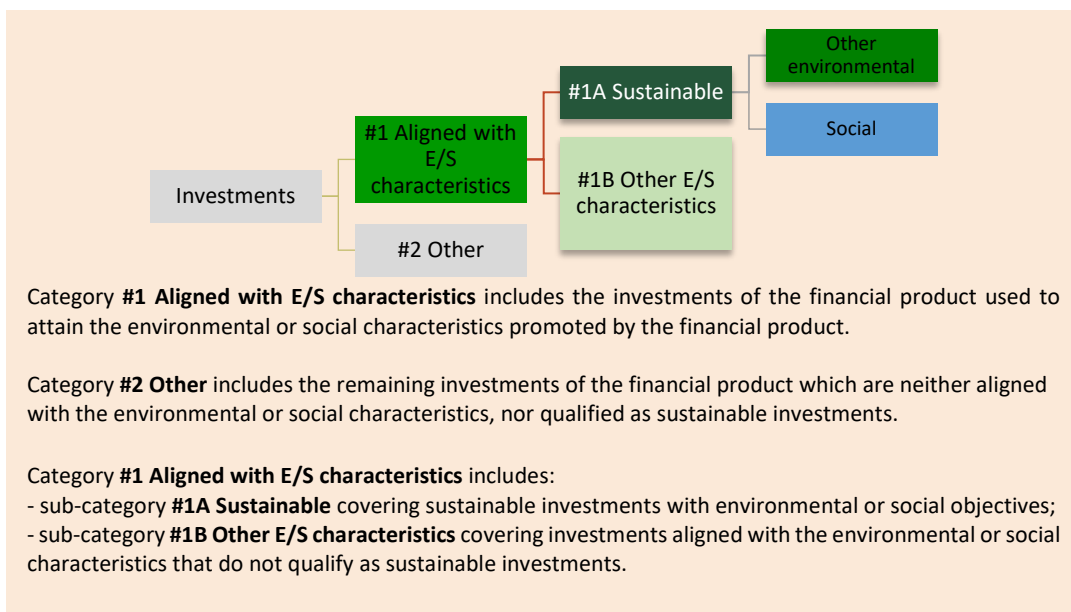 Other
environmental
#1A Sustainable
Social
#1 Aligned with
E/S
characteristics
#1B Other E/S
characteristics
Investments
#2 Other
Category #1 Aligned with E/S characteristics includes the investments of the financial product used to
attain the environmental or social characteristics promoted by the financial product.
Category #2 Other includes the remaining investments of the financial product which are neither aligned
with the environmental or social characteristics, nor qualified as sustainable investments.
Category #1 Aligned with E/S characteristics includes:
- sub-category #1A Sustainable covering sustainable investments with environmental or social objectives;
- sub-category #1B Other E/S characteristics covering investments aligned with the environmental or social
characteristics that do not qualify as sustainable investments.